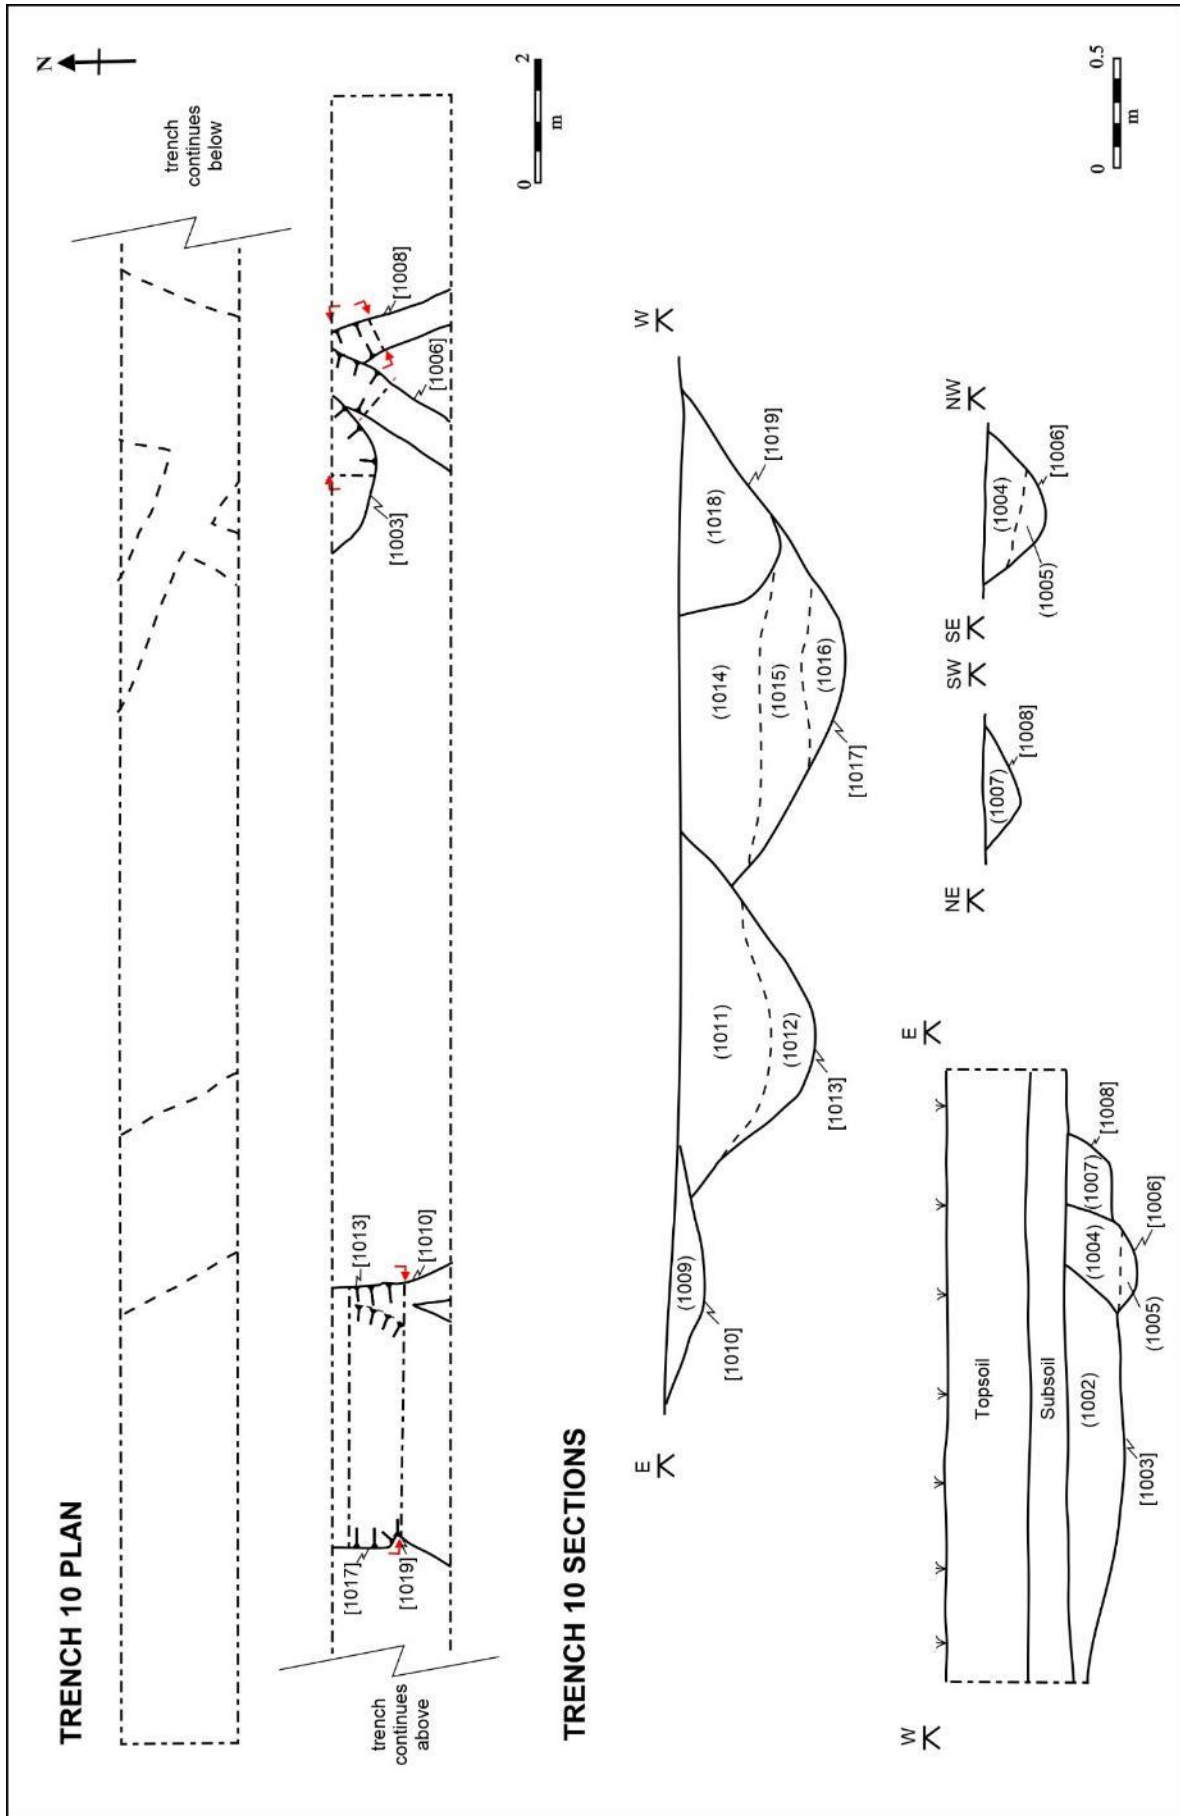 TRENCH 10 PLAN
N
trench
continues
below
[1008]
[1006]
[1003]
[1013]
[1010]
[1017]
[1019]
trench
continues
above
0
2
m
TRENCH 10 SECTIONS
E
W
(1009)
[1010]
(1011)
(1012)
[1013]
(1014)
(1015)
(1016)
[1017]
(1018)
[1019]
NE
SW
(1007)
[1008]
SE
NW
(1004)
(1005)
[1006]
W
E
Topsoil
Subsoil
(1002)
[1003]
(1004)
(1005)
[1006]
(1007)
[1008]
0
0.5
m